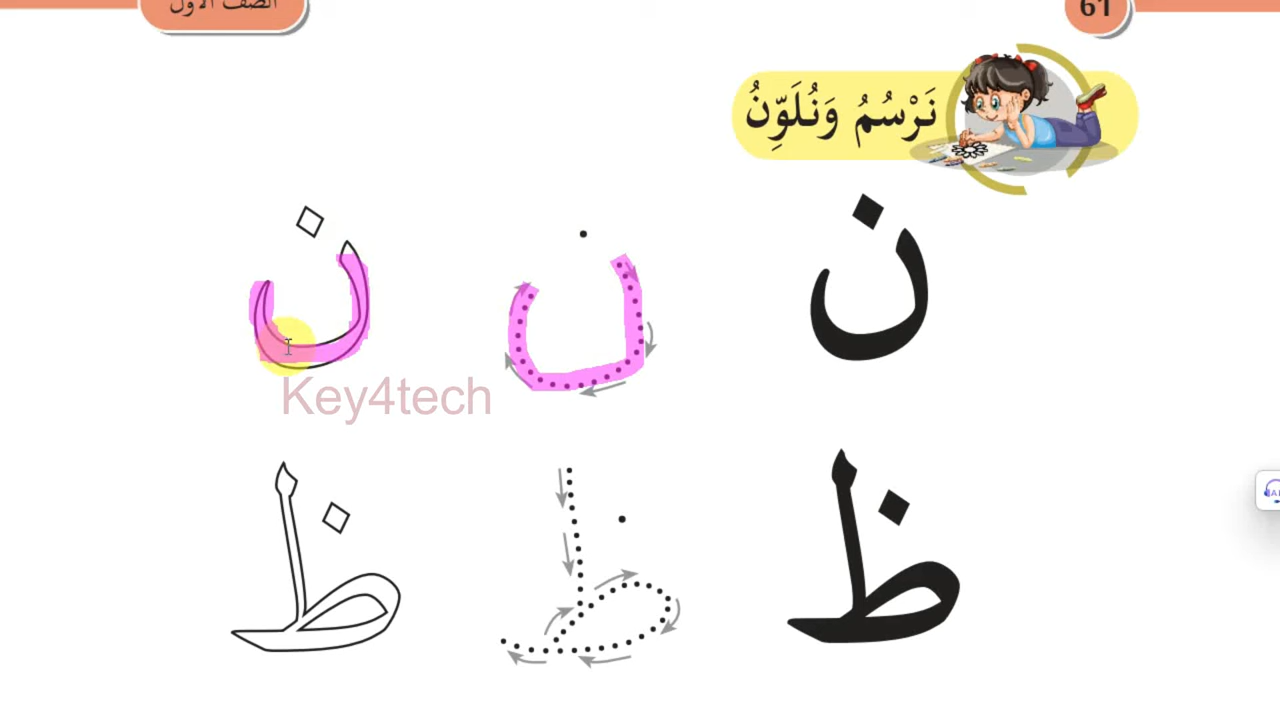 61 الصف الأول
نَرْسُمُ وَنُلَوِّنُ
ن ن ن
Key4tech
ظ ظ ظ